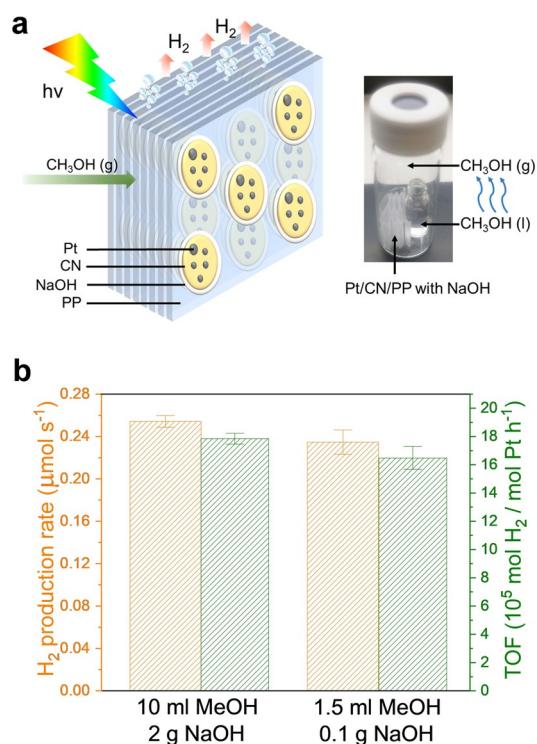 a
H₂
H₂
hν
CH₃OH (g)
Pt
CN
NaOH
PP
CH₃OH (g)
CH₃OH (l)
Pt/CN/PP with NaOH
b
H₂ production rate (μmol s⁻¹)
0.28
0.24
0.20
0.16
0.12
0.08
0.04
0.00
20
18
16
14
12
10
8
6
4
2
0
TOF (10⁵ mol H₂ / mol Pt h⁻¹)
10 ml MeOH
2 g NaOH
1.5 ml MeOH
0.1 g NaOH